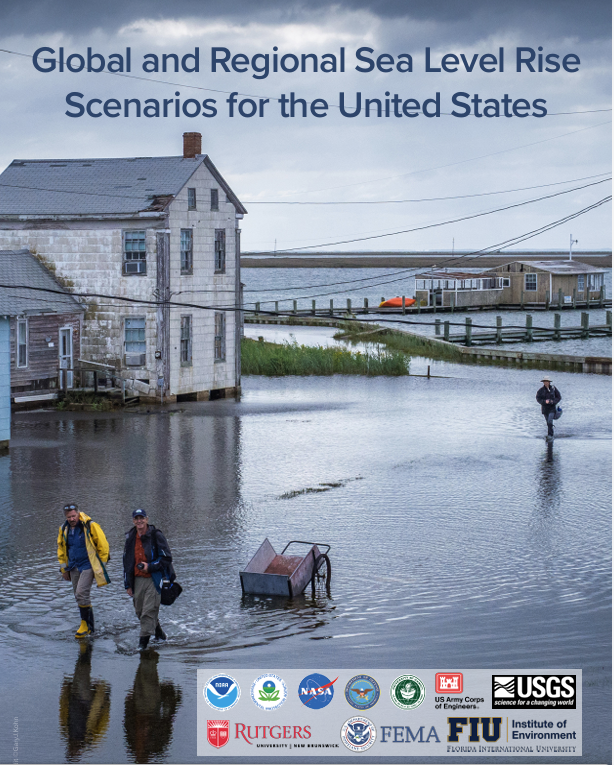 Global and Regional Sea Level Rise
Scenarios for the United States
NOAA
NASA
US Army Corps
of Engineers®
USGS
science for a changing world
RUTGERS
UNIVERSITY | NEW BRUNSWICK
FEMA
FIU
Institute of
Environment
FLORIDA INTERNATIONAL UNIVERSITY